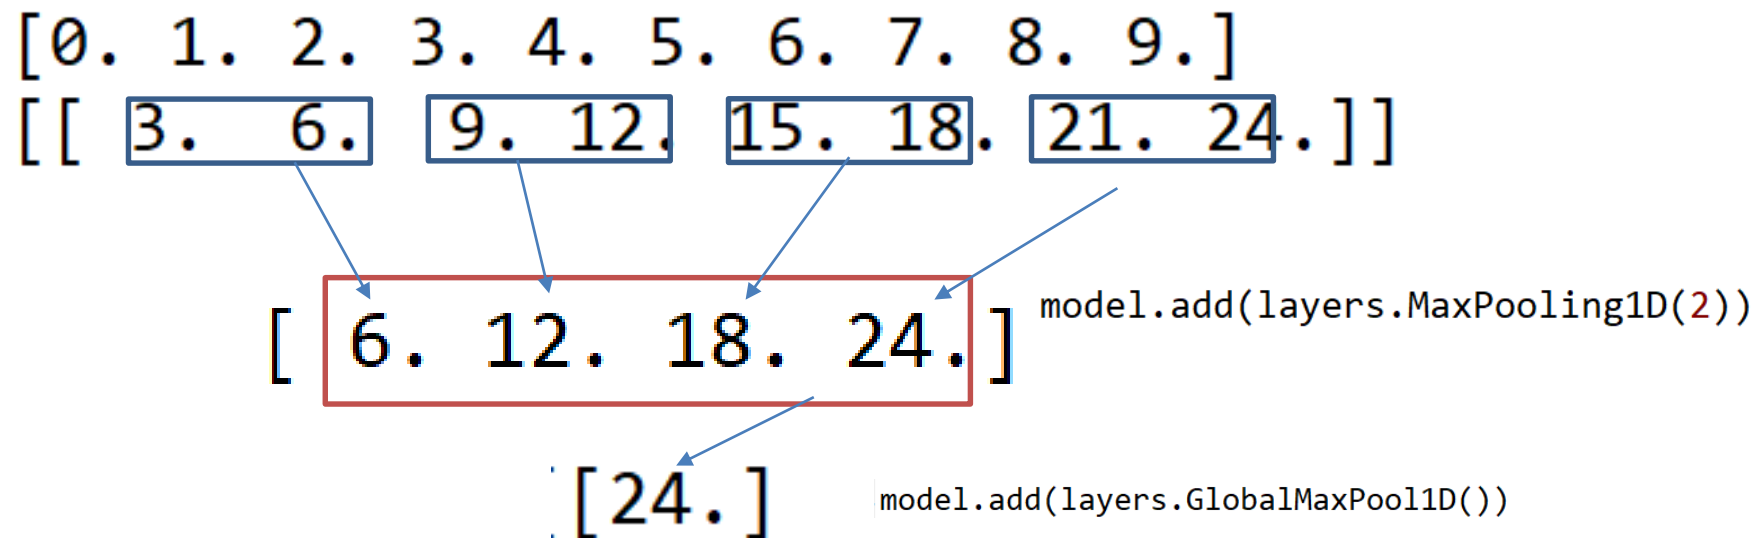 [0. 1. 2. 3. 4. 5. 6. 7. 8. 9.]
[[ 3. 6. 9. 12. 15. 18. 21. 24.]]
[ 6. 12. 18. 24.] model.add(layers.MaxPooling1D(2))
[24.] model.add(layers.GlobalMaxPool1D())